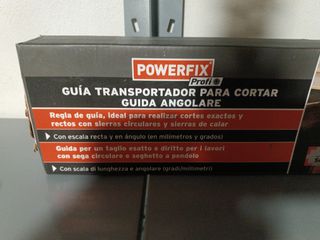 POWERFIX
Profi
GUÍA TRANSPORTADOR PARA CORTAR
GUIDA ANGOLARE
Regla de guía, ideal para realizar cortes exactos y
rectos con sierras circulares y sierras de calar
Con escala recta y en ángulo (en milímetros y grados)
Guida per un taglio esatto e diritto per i lavori
con sega circolare o seghetto a pendolo
Con scala di lunghezza e angolare (gradi/millimetri)